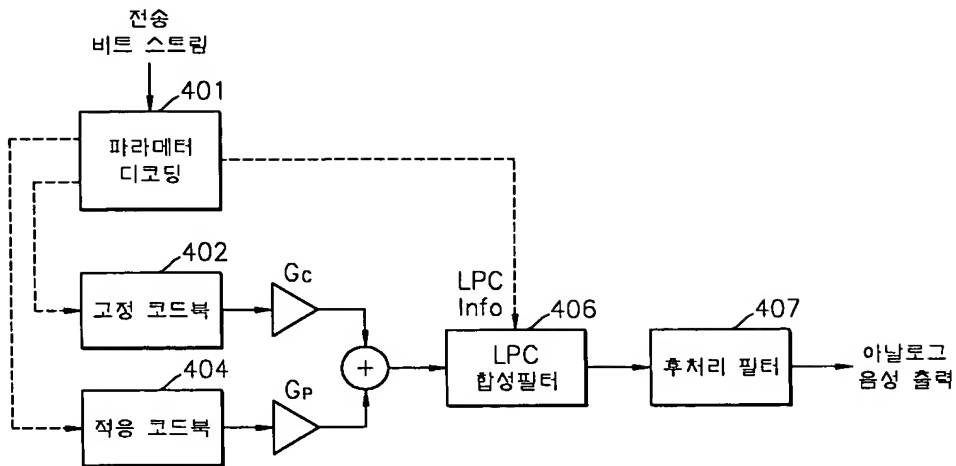 전송
비트 스트림
401
파라메터
디코딩
402
고정 코드북
Gc
404
적응 코드북
Gp
+
LPC
Info
406
LPC
합성필터
407
후처리 필터
아날로그
음성 출력